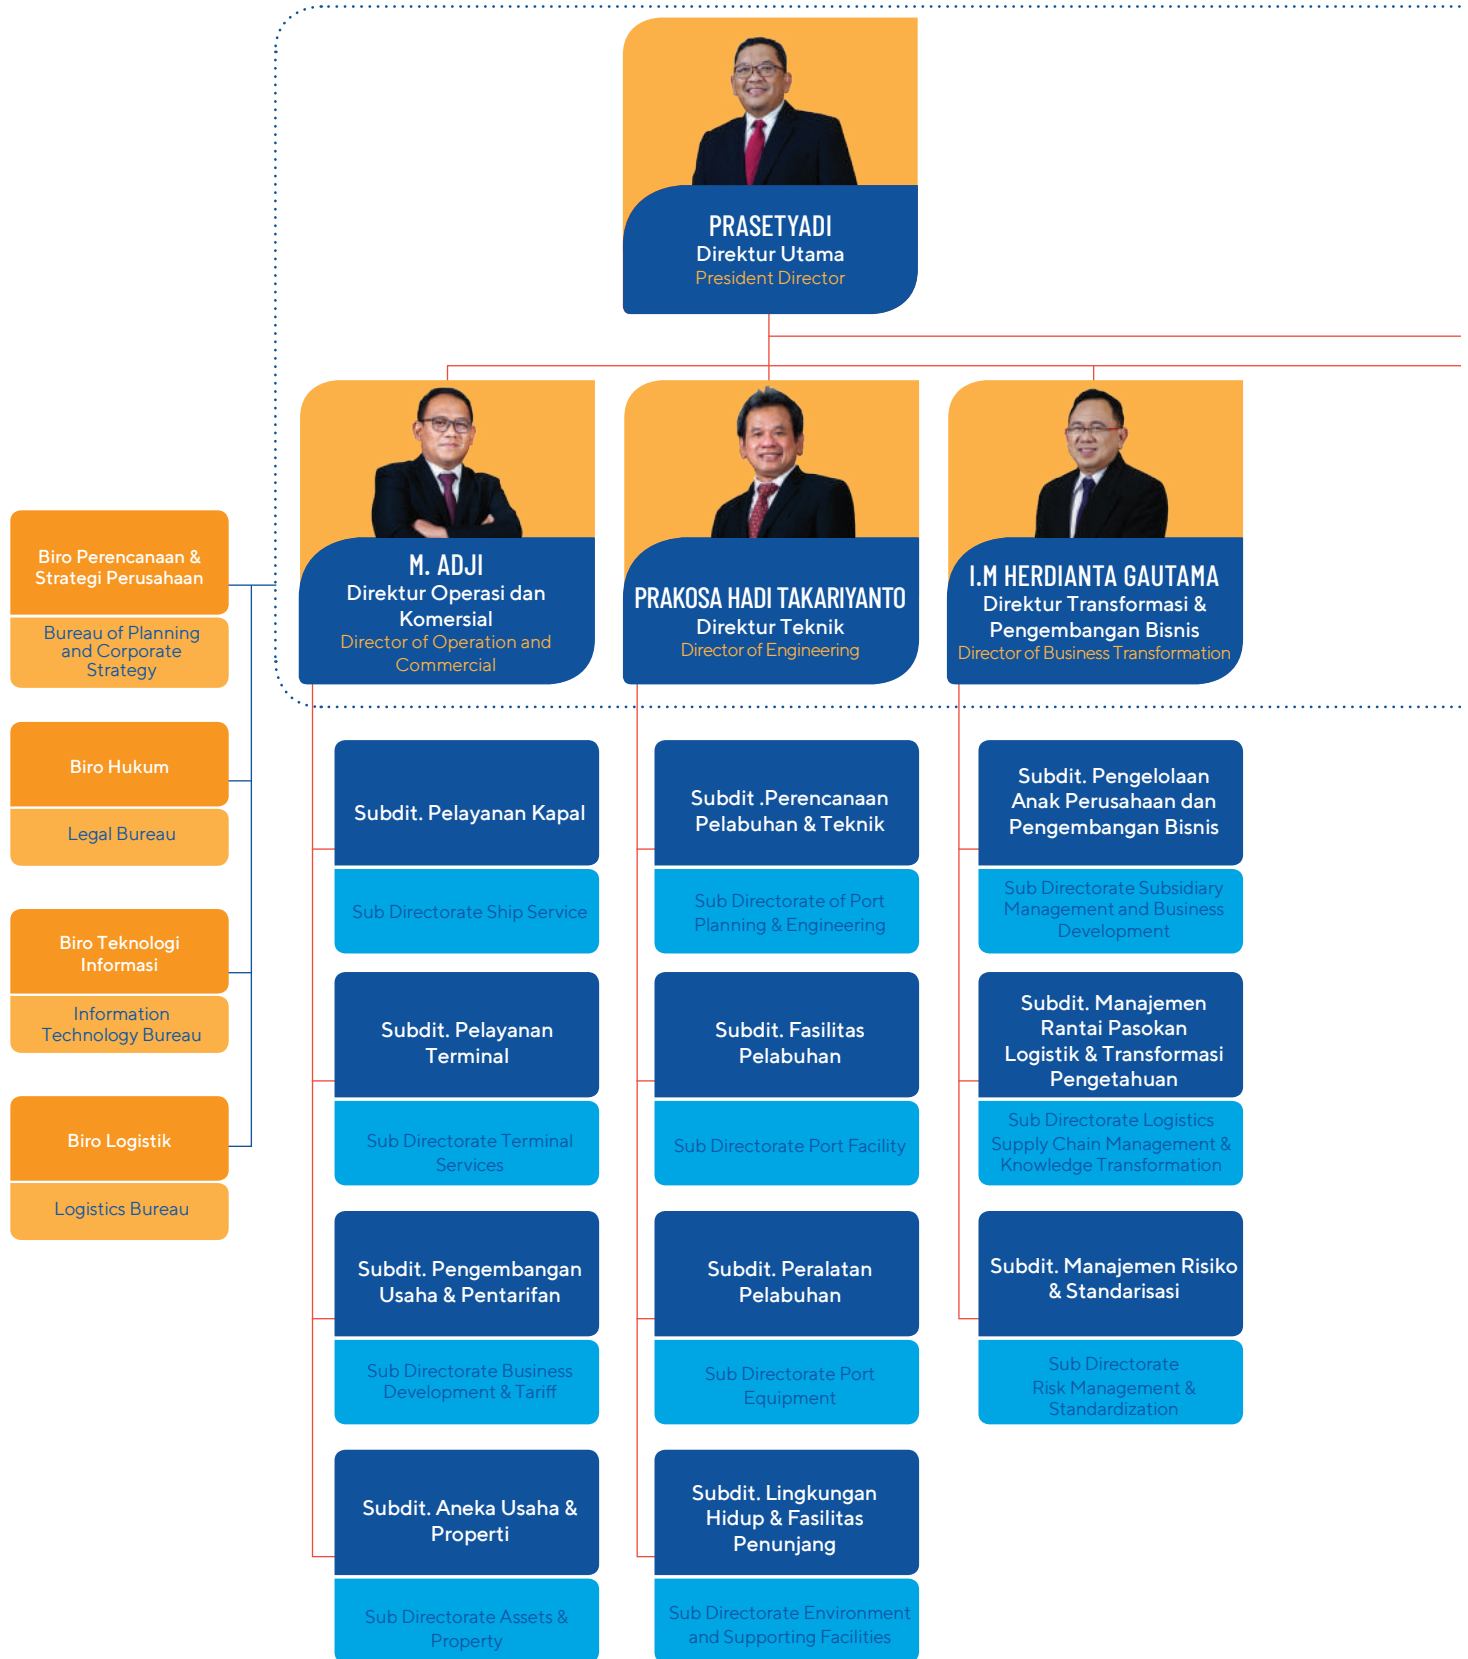 PRASETYADI
Direktur Utama
President Director
M. ADJI
Direktur Operasi dan
Komersial
Director of Operation and
Commercial
PRAKOSA HADI TAKARIYANTO
Direktur Teknik
Director of Engineering
I.M HERDIANTA GAUTAMA
Direktur Transformasi &
Pengembangan Bisnis
Director of Business Transformation
Biro Perencanaan &
Strategi Perusahaan
Bureau of Planning
and Corporate
Strategy
Biro Hukum
Legal Bureau
Biro Teknologi
Informasi
Information
Technology Bureau
Biro Logistik
Logistics Bureau
Subdit. Pelayanan Kapal
Sub Directorate Ship Service
Subdit. Pelayanan
Terminal
Sub Directorate Terminal
Services
Subdit. Pengembangan
Usaha & Pentarifan
Sub Directorate Business
Development & Tariff
Subdit. Aneka Usaha &
Properti
Sub Directorate Assets &
Property
Subdit .Perencanaan
Pelabuhan & Teknik
Sub Directorate of Port
Planning & Engineering
Subdit. Fasilitas
Pelabuhan
Sub Directorate Port Facility
Subdit. Peralatan
Pelabuhan
Sub Directorate Port
Equipment
Subdit. Lingkungan
Hidup & Fasilitas
Penunjang
Sub Directorate Environment
and Supporting Facilities
Subdit. Pengelolaan
Anak Perusahaan dan
Pengembangan Bisnis
Sub Directorate Subsidiary
Management and Business
Development
Subdit. Manajemen
Rantai Pasokan
Logistik & Transformasi
Pengetahuan
Sub Directorate Logistics
Supply Chain Management &
Knowledge Transformation
Subdit. Manajemen Risiko
& Standarisasi
Sub Directorate
Risk Management &
Standardization